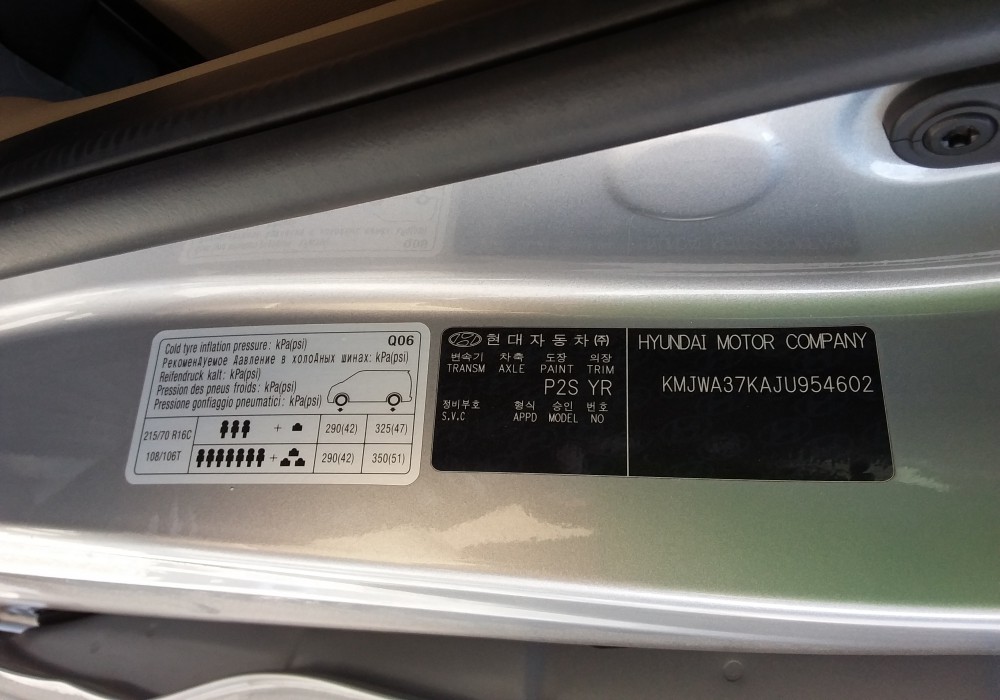 Cold tyre inflation pressure : kPa(psi) Q06
РекоменДуемое Давление в холоДных шинах: kPa(psi)
Reifendruck kalt : kPa(psi)
Pression des pneus froids : kPa(psi)
Pressione gonfiaggio pneumatici : kPa(psi)
215/70 R16C + 290(42) 325(47)
108/106T + 290(42) 350(51)
현대자동차㈜
변속기 차축 도장 의장
TRANSM AXLE PAINT TRIM
P2S YR
정비부호 형식 승인 번호
S.V.C APPD MODEL NO
HYUNDAI MOTOR COMPANY
KMJWA37KAJU954602